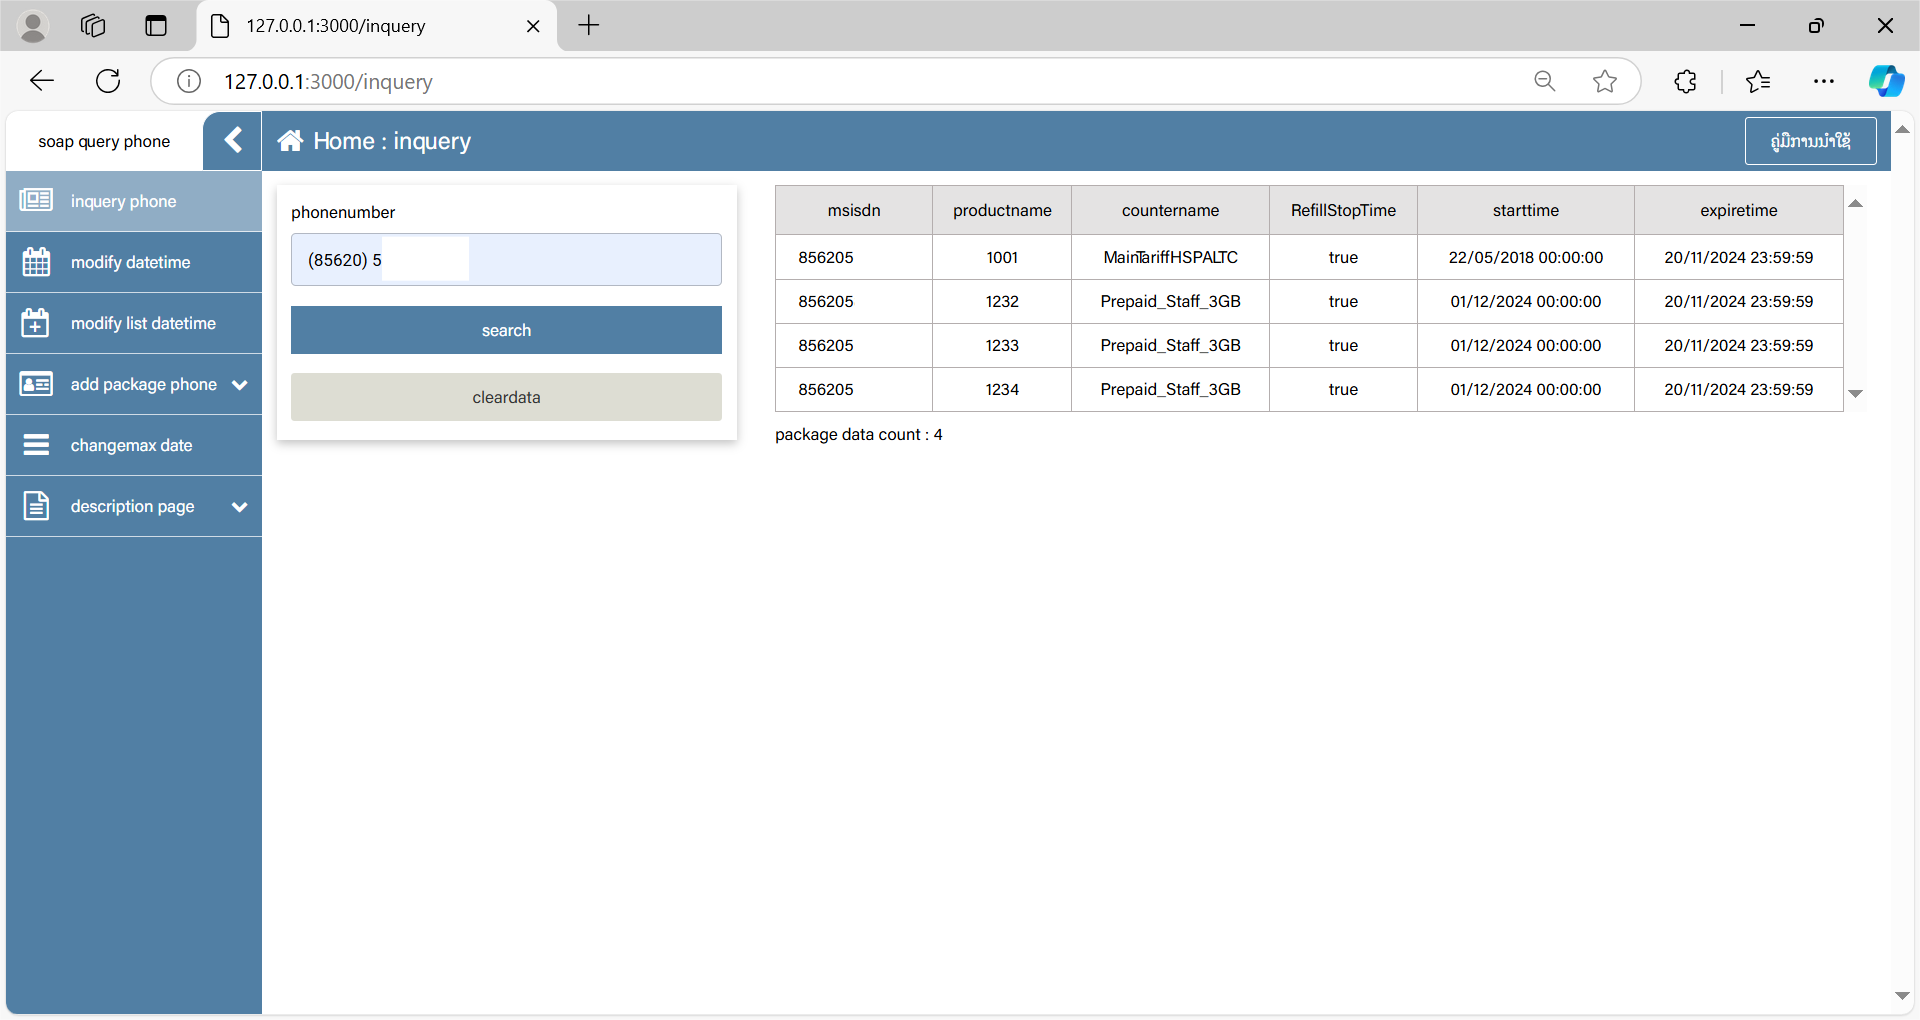 127.0.0.1:3000/inquery
127.0.0.1:3000/inquery
soap query phone
Home : inquery
ຄູ່ມືການນຳໃຊ້
inquery phone
modify datetime
modify list datetime
add package phone
changemax date
description page
phonenumber
(85620) 5
search
cleardata
msisdn productname countername RefillStopTime starttime expiretime
856205 1001 MainTariffHSPALTC true 22/05/2018 00:00:00 20/11/2024 23:59:59
856205 1232 Prepaid_Staff_3GB true 01/12/2024 00:00:00 20/11/2024 23:59:59
856205 1233 Prepaid_Staff_3GB true 01/12/2024 00:00:00 20/11/2024 23:59:59
856205 1234 Prepaid_Staff_3GB true 01/12/2024 00:00:00 20/11/2024 23:59:59
package data count : 4